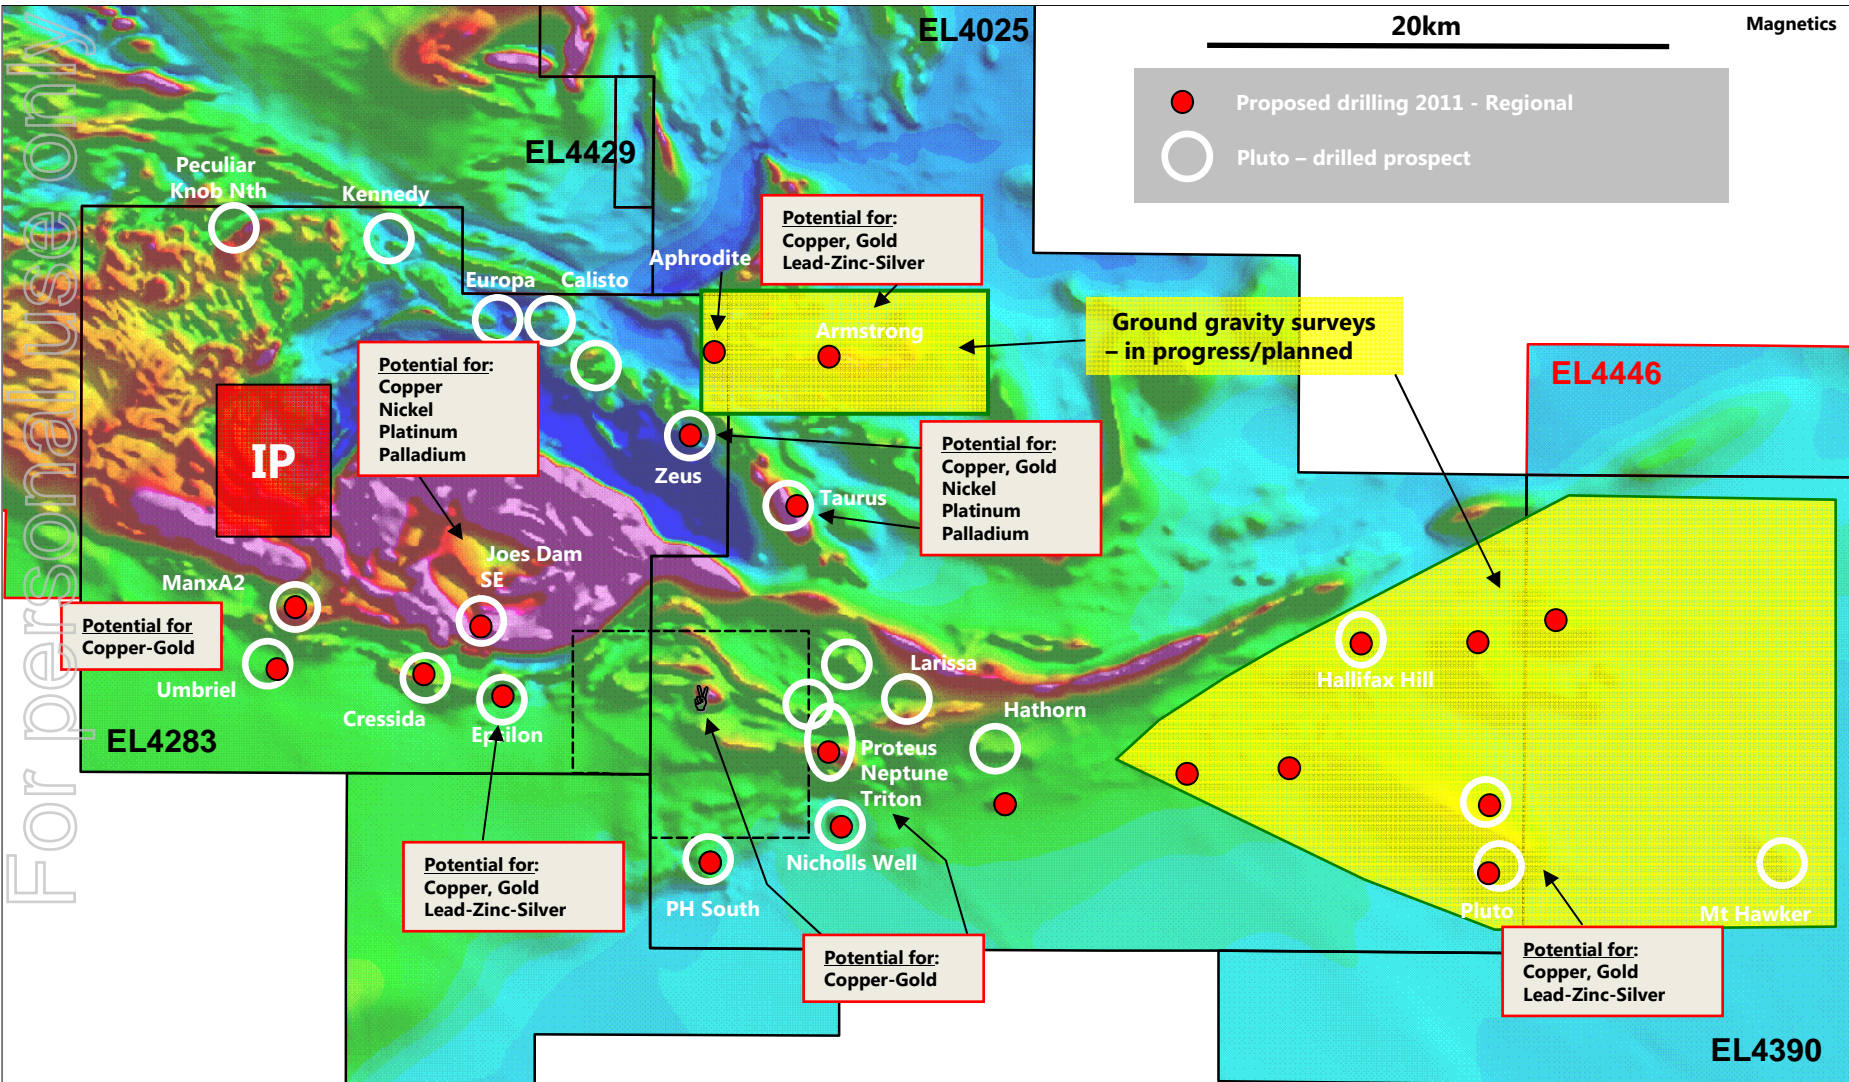 For personal use only
EL4025
20km
Magnetics
Proposed drilling 2011 - Regional
Pluto – drilled prospect
EL4429
Peculiar
Knob Nth
Kennedy
Potential for:
Copper, Gold
Lead-Zinc-Silver
Aphrodite
Europa
Calisto
Armstrong
Ground gravity surveys
– in progress/planned
EL4446
Potential for:
Copper
Nickel
Platinum
Palladium
IP
Zeus
Potential for:
Copper, Gold
Nickel
Platinum
Palladium
Taurus
Joes Dam
SE
ManxA2
Potential for
Copper-Gold
Umbriel
Cressida
Epsilon
EL4283
Larissa
Hathorn
Hallifax Hill
Proteus
Neptune
Triton
Nicholls Well
PH South
Pluto
Mt Hawker
Potential for:
Copper, Gold
Lead-Zinc-Silver
Potential for:
Copper-Gold
Potential for:
Copper, Gold
Lead-Zinc-Silver
EL4390